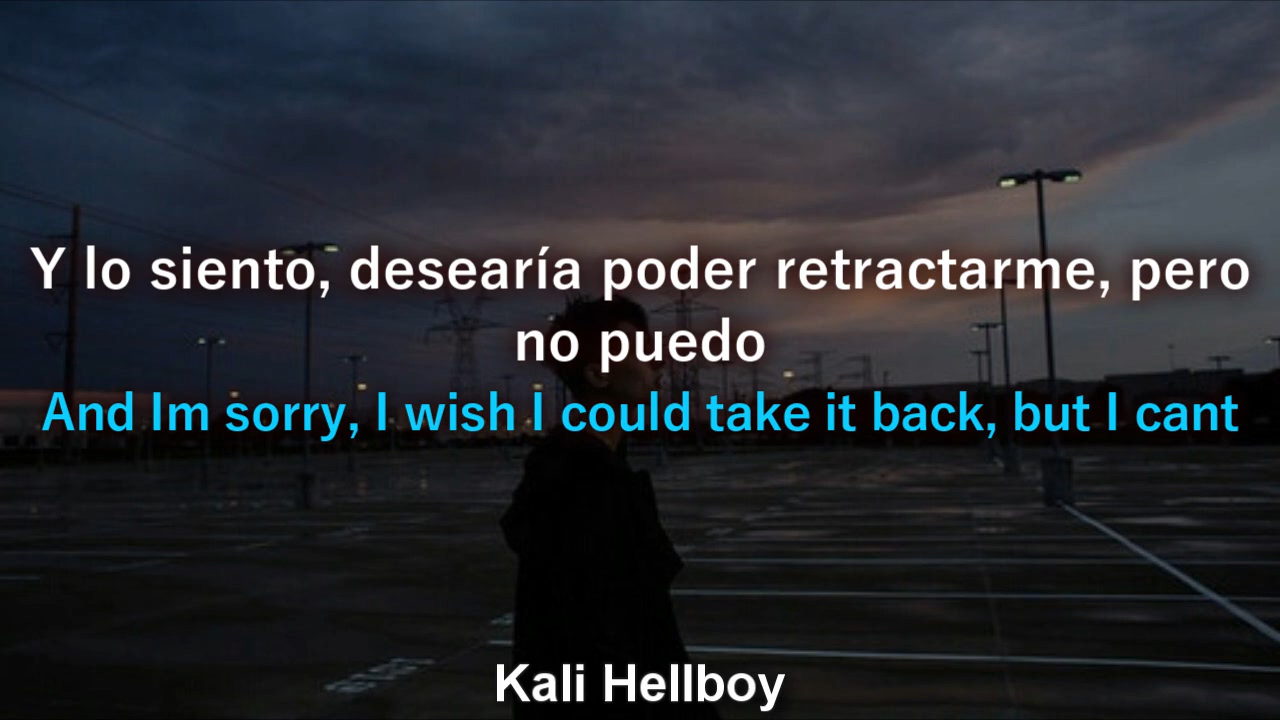 Y lo siento, desearía poder retractarme, pero
no puedo
And Im sorry, I wish I could take it back, but I cant
Kali Hellboy